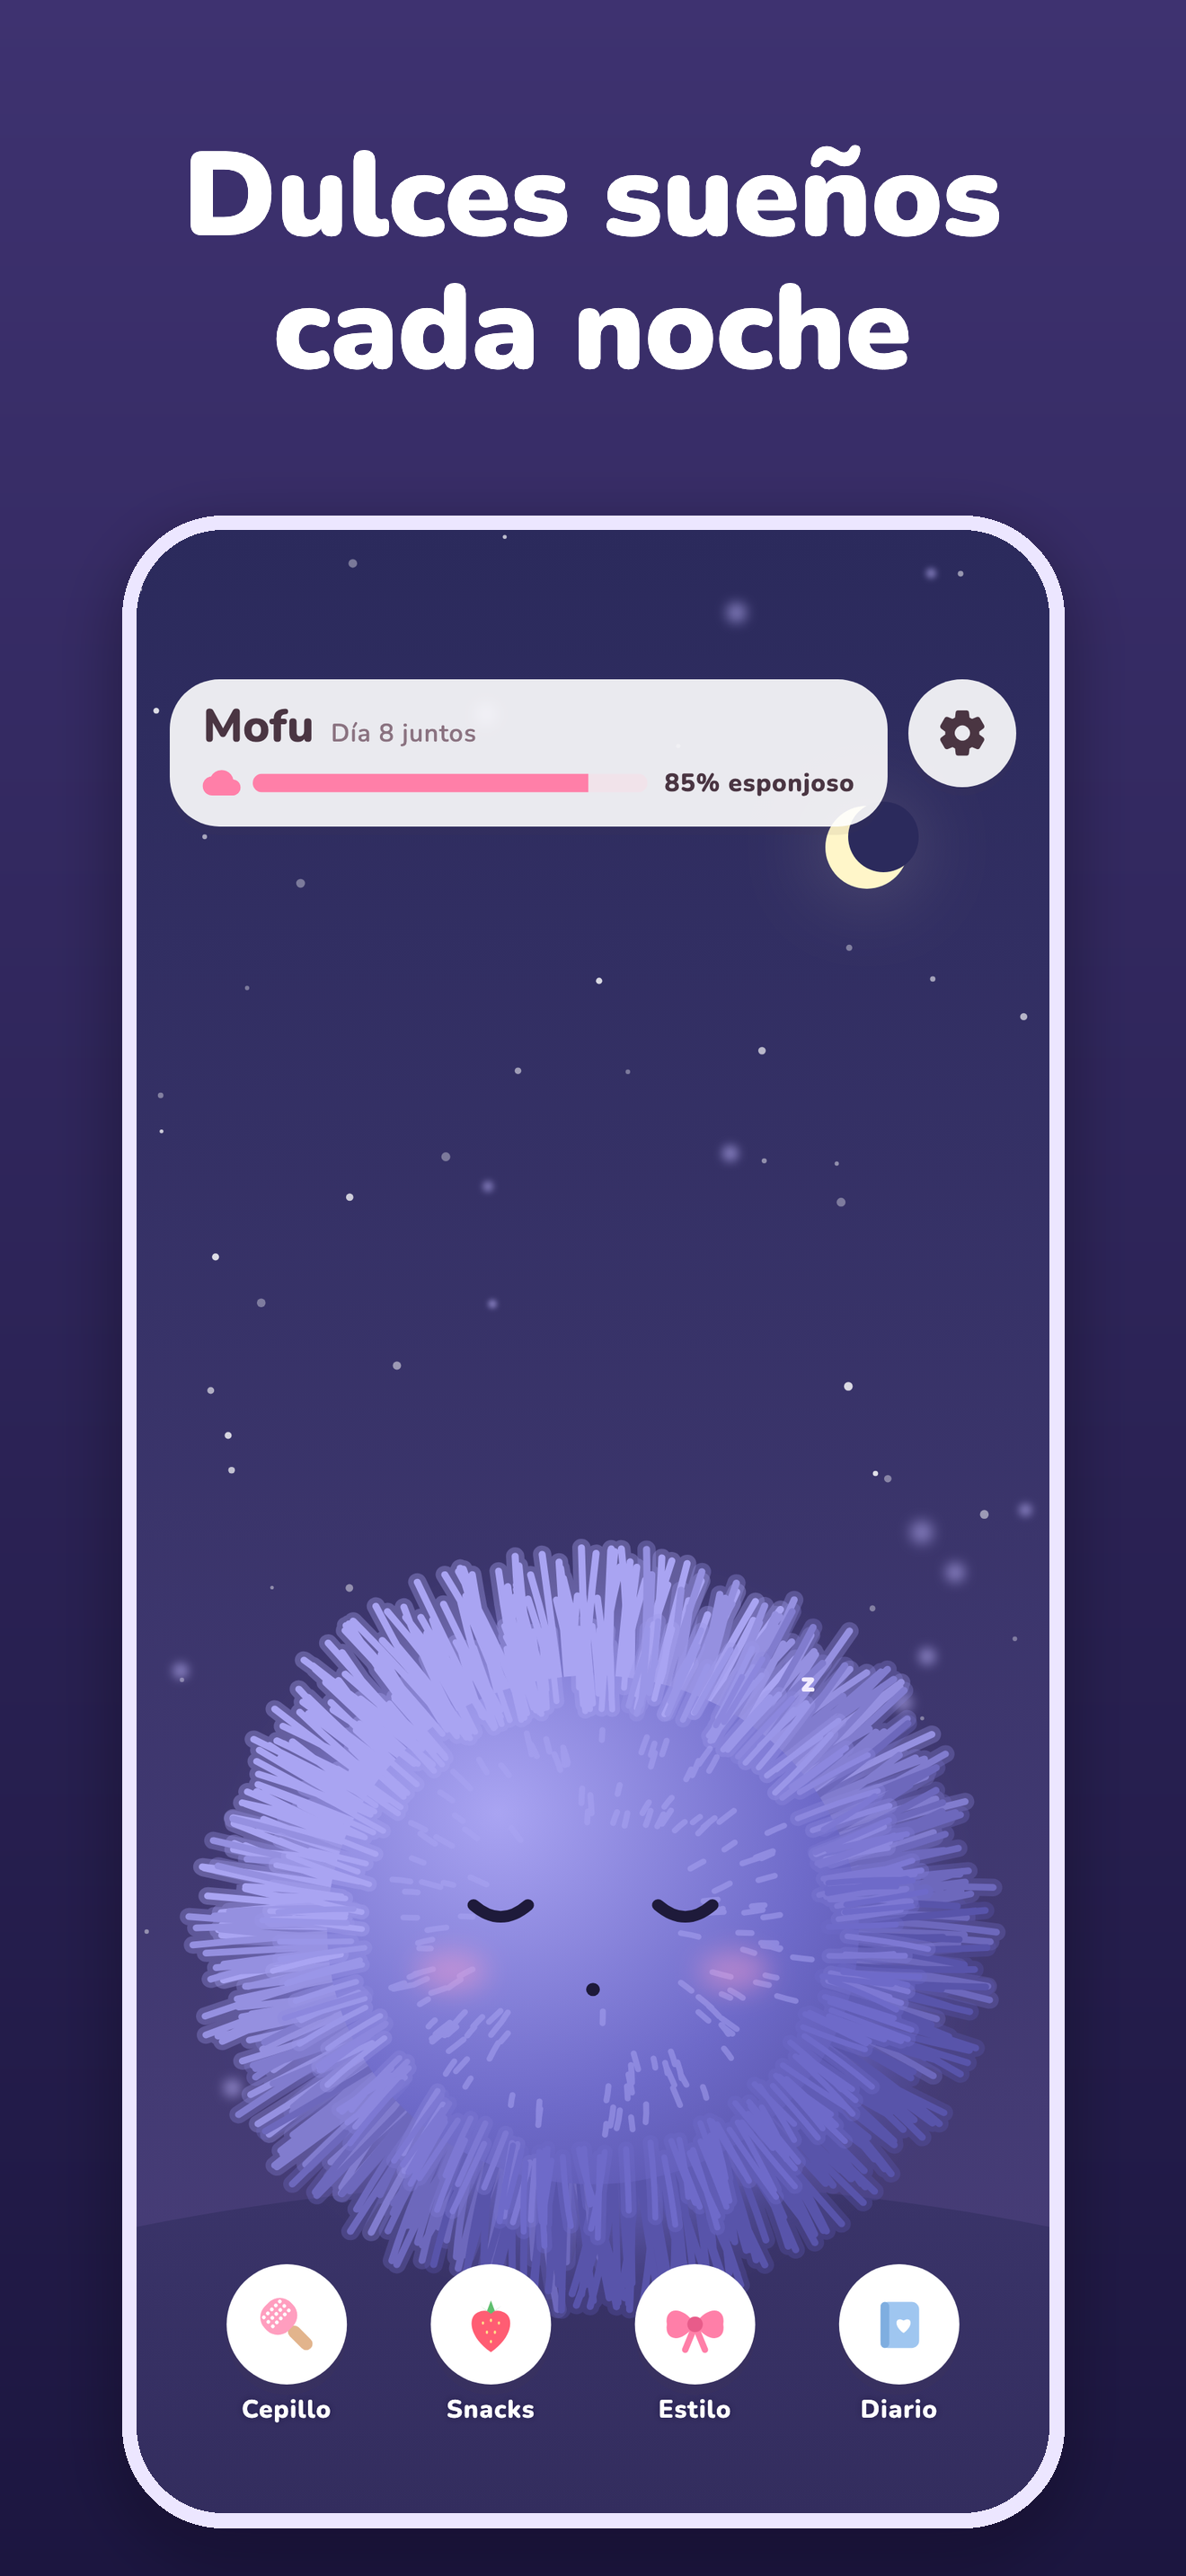 Dulces sueños
cada noche
Mofu Día 8 juntos
85% esponjoso
z
Cepillo Snacks Estilo Diario